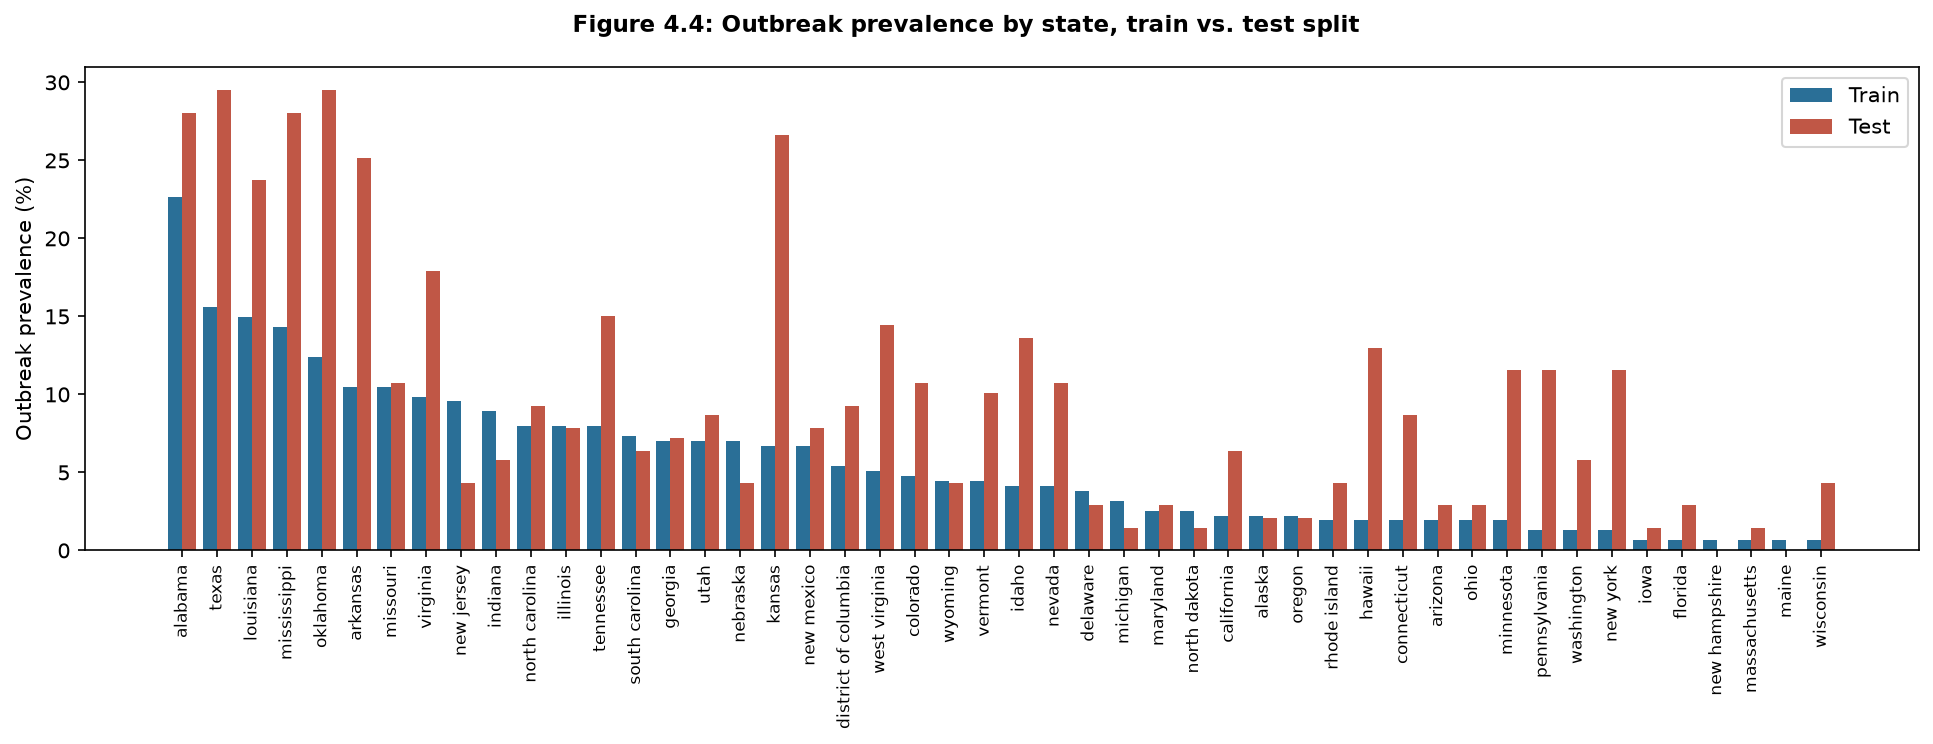 Figure 4.4: Outbreak prevalence by state, train vs. test split
Outbreak prevalence (%)
30
25
20
15
10
5
0
Train
Test
alabama
texas
louisiana
mississippi
oklahoma
arkansas
missouri
virginia
new jersey
indiana
north carolina
illinois
tennessee
south carolina
georgia
utah
nebraska
kansas
new mexico
district of columbia
west virginia
colorado
wyoming
vermont
idaho
nevada
delaware
michigan
maryland
north dakota
california
alaska
oregon
rhode island
hawaii
connecticut
arizona
ohio
minnesota
pennsylvania
washington
new york
iowa
florida
new hampshire
massachusetts
maine
wisconsin